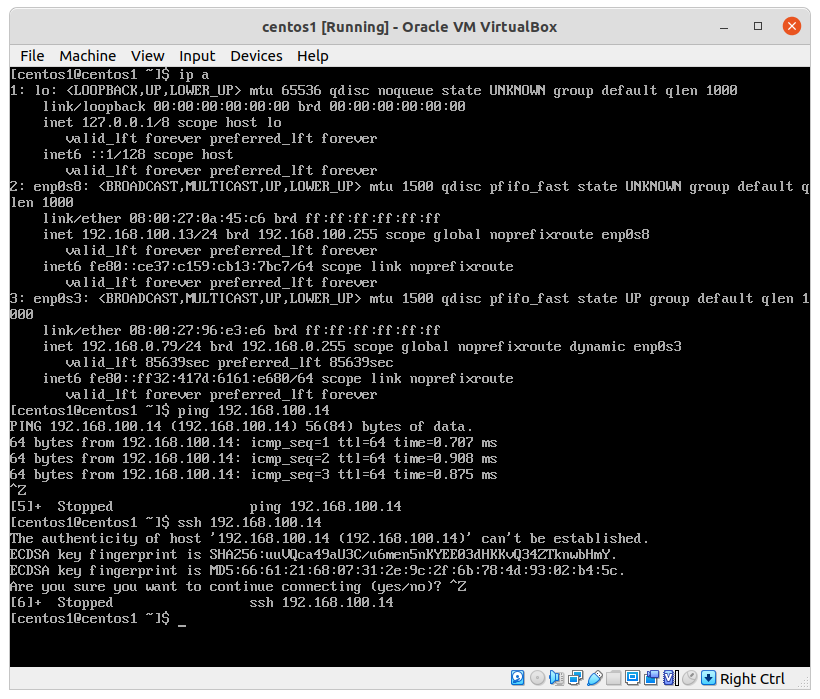 centos1 [Running] - Oracle VM VirtualBox
File Machine View Input Devices Help
[centos1@centos1 ~]$ ip a
1: lo: <LOOPBACK,UP,LOWER_UP> mtu 65536 qdisc noqueue state UNKNOWN group default qlen 1000
    link/loopback 00:00:00:00:00:00 brd 00:00:00:00:00:00
    inet 127.0.0.1/8 scope host lo
       valid_lft forever preferred_lft forever
    inet6 ::1/128 scope host
       valid_lft forever preferred_lft forever
2: enp0s8: <BROADCAST,MULTICAST,UP,LOWER_UP> mtu 1500 qdisc pfifo_fast state UNKNOWN group default q
len 1000
    link/ether 08:00:27:0a:45:c6 brd ff:ff:ff:ff:ff:ff
    inet 192.168.100.13/24 brd 192.168.100.255 scope global noprefixroute enp0s8
       valid_lft forever preferred_lft forever
    inet6 fe80::ce37:c159:cb13:7bc7/64 scope link noprefixroute
       valid_lft forever preferred_lft forever
3: enp0s3: <BROADCAST,MULTICAST,UP,LOWER_UP> mtu 1500 qdisc pfifo_fast state UP group default qlen 1
000
    link/ether 08:00:27:96:e3:e6 brd ff:ff:ff:ff:ff:ff
    inet 192.168.0.79/24 brd 192.168.0.255 scope global noprefixroute dynamic enp0s3
       valid_lft 85639sec preferred_lft 85639sec
    inet6 fe80::ff32:417d:6161:e680/64 scope link noprefixroute
       valid_lft forever preferred_lft forever
[centos1@centos1 ~]$ ping 192.168.100.14
PING 192.168.100.14 (192.168.100.14) 56(84) bytes of data.
64 bytes from 192.168.100.14: icmp_seq=1 ttl=64 time=0.707 ms
64 bytes from 192.168.100.14: icmp_seq=2 ttl=64 time=0.908 ms
64 bytes from 192.168.100.14: icmp_seq=3 ttl=64 time=0.875 ms
^Z
[5]+  Stopped                 ping 192.168.100.14
[centos1@centos1 ~]$ ssh 192.168.100.14
The authenticity of host '192.168.100.14 (192.168.100.14)' can't be established.
ECDSA key fingerprint is SHA256:uuVQca49aU3C/u6men5nKYEE03dHKKvQ34ZTknwbHmY.
ECDSA key fingerprint is MD5:66:61:21:68:07:31:2e:9c:2f:6b:78:4d:93:02:b4:5c.
Are you sure you want to continue connecting (yes/no)? ^Z
[6]+  Stopped                 ssh 192.168.100.14
[centos1@centos1 ~]$ _
Right Ctrl